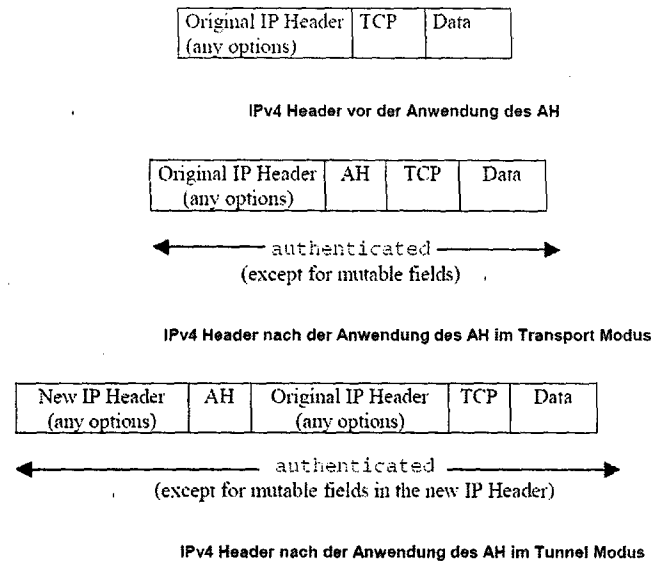 Original IP Header TCP Data
(any options)
IPv4 Header vor der Anwendung des AH
Original IP Header AH TCP Data
(any options)
authenticated
(except for mutable fields)
IPv4 Header nach der Anwendung des AH im Transport Modus
New IP Header AH Original IP Header TCP Data
(any options) (any options)
authenticated
(except for mutable fields in the new IP Header)
IPv4 Header nach der Anwendung des AH im Tunnel Modus